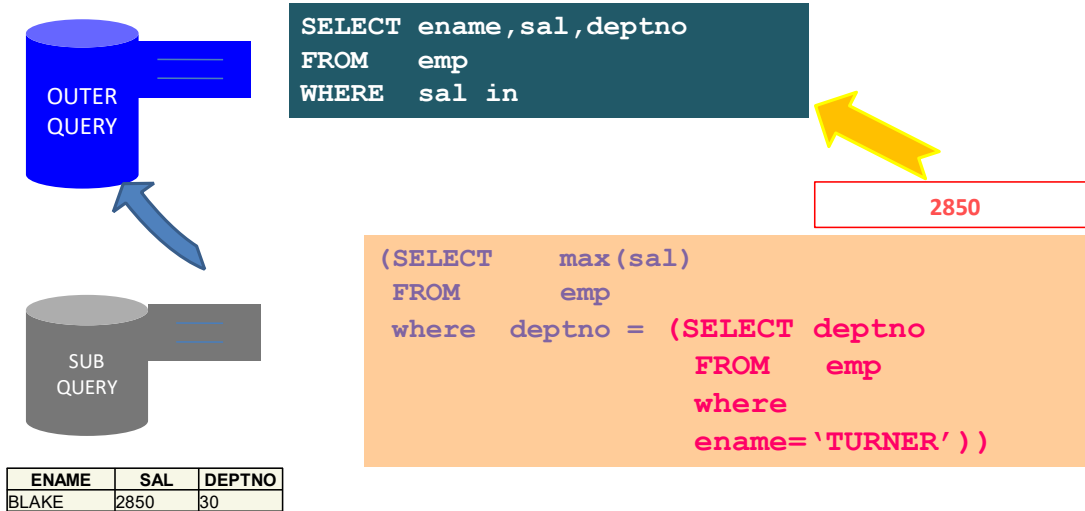 OUTER
QUERY
SELECT ename,sal,deptno
FROM emp
WHERE sal in
2850
(SELECT max(sal)
FROM emp
where deptno = (SELECT deptno
FROM emp
where
ename=‘TURNER’))
SUB
QUERY
ENAME SAL DEPTNO
BLAKE 2850 30